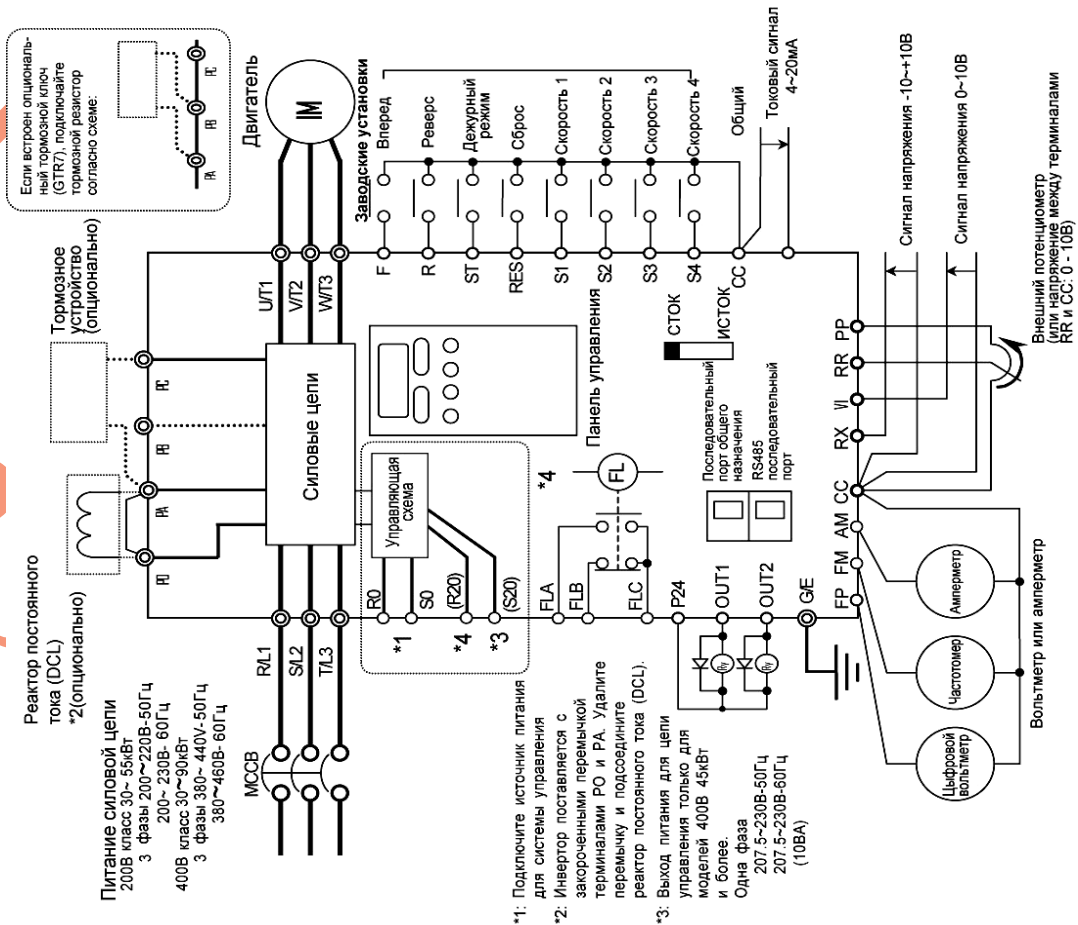 Если встроен опциональ-
ный тормозной ключ
(GTR7), подключайте
тормозной резистор
согласно схеме:
PA
PB
PC
Тормозное
устройство
(опционально)
Реактор постоянного
тока (DCL)
*2(опционально)
Питание силовой цепи
200В класс 30~ 55кВт
3 фазы 200~220В-50Гц
200~ 230В- 60Гц
400В класс 30~90кВт
3 фазы 380~ 440V-50Гц
380~460В- 60Гц
MCCB
R/L1
S/L2
T/L3
PO
PA
PB
PC
Силовые цепи
U/T1
V/T2
W/T3
Двигатель
IM
Заводские установки
F
Вперед
R
Реверс
ST
Дежурный
режим
RES
Сброс
S1
Скорость 1
S2
Скорость 2
S3
Скорость 3
S4
Скорость 4
CC
Общий
Токовый сигнал
4~20мА
R0
S0
(R20)
(S20)
*1
*4
*3
Управляющая
схема
Панель управления
СТОК
ИСТОК
Последовательный
порт общего
назначения
RS485
последовательный
порт
*4
FL
FLA
FLB
FLC
P24
OUT1
OUT2
Ry
Ry
G/E
FP
FM
AM
CC
RX
VI
RR
PP
Сигнал напряжения -10~+10В
Сигнал напряжения 0~10В
Внешний потенциометр
(или напряжение между терминалами
RR и CC: 0 - 10В)
Амперметр
Частотомер
Цыфровой
вольтметр
Вольтметр или амперметр
*1: Подключите источник питания
для системы управления
*2: Инвертор поставляется с
закороченными перемычкой
терминалами PO и PA. Удалите
перемычку и подсоедините
реактор постоянного тока (DCL).
*3: Выход питания для цепи
управления только для
моделей 400В 45кВт
и более.
Одна фаза
207.5~230В-50Гц
207.5~230В-60Гц
(10ВА)